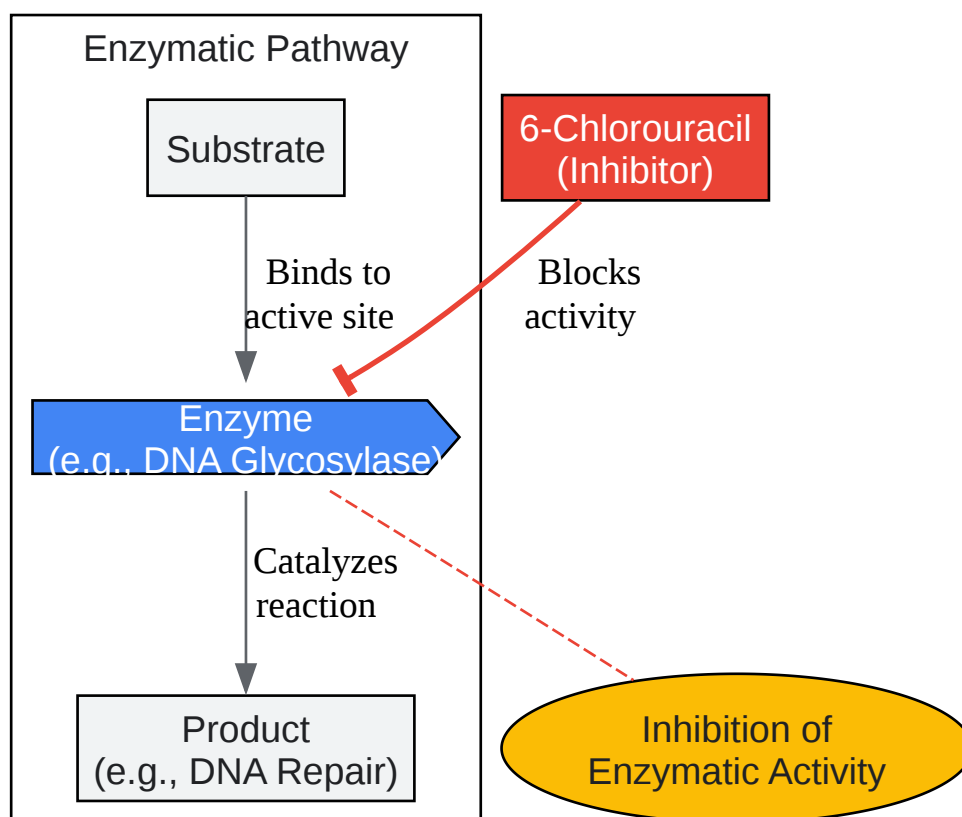 Enzymatic Pathway
Substrate
6-Chlorouracil
(Inhibitor)
Binds to
active site
Blocks
activity
Enzyme
(e.g., DNA Glycosylase)
Catalyzes
reaction
Product
(e.g., DNA Repair)
Inhibition of
Enzymatic Activity